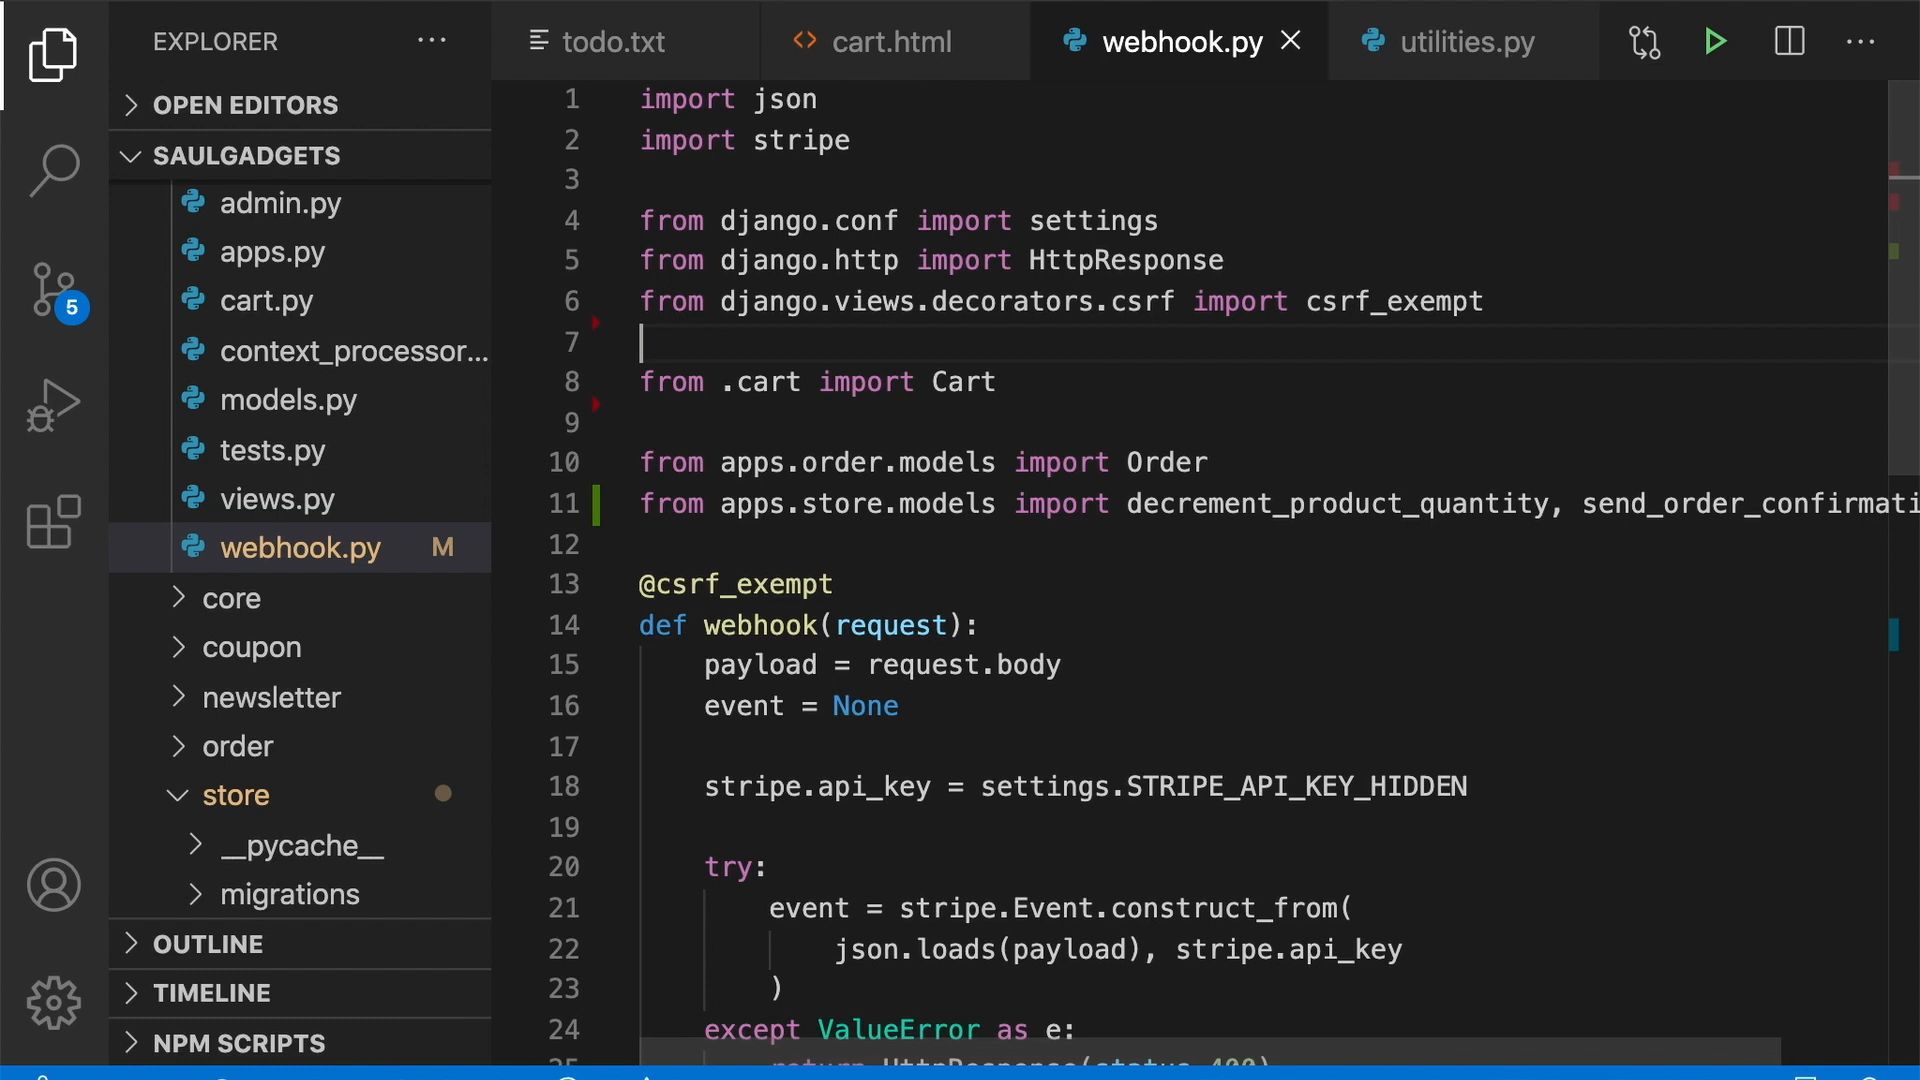 EXPLORER
OPEN EDITORS
SAULGADGETS
admin.py
apps.py
cart.py
context_processor...
models.py
tests.py
views.py
webhook.py M
core
coupon
newsletter
order
store
__pycache__
migrations
OUTLINE
TIMELINE
NPM SCRIPTS
5
todo.txt
cart.html
webhook.py
utilities.py
1 import json
2 import stripe
3
4 from django.conf import settings
5 from django.http import HttpResponse
6 from django.views.decorators.csrf import csrf_exempt
7
8 from .cart import Cart
9
10 from apps.order.models import Order
11 from apps.store.models import decrement_product_quantity, send_order_confirmati
12
13 @csrf_exempt
14 def webhook(request):
15 payload = request.body
16 event = None
17
18 stripe.api_key = settings.STRIPE_API_KEY_HIDDEN
19
20 try:
21 event = stripe.Event.construct_from(
22 json.loads(payload), stripe.api_key
23 )
24 except ValueError as e: